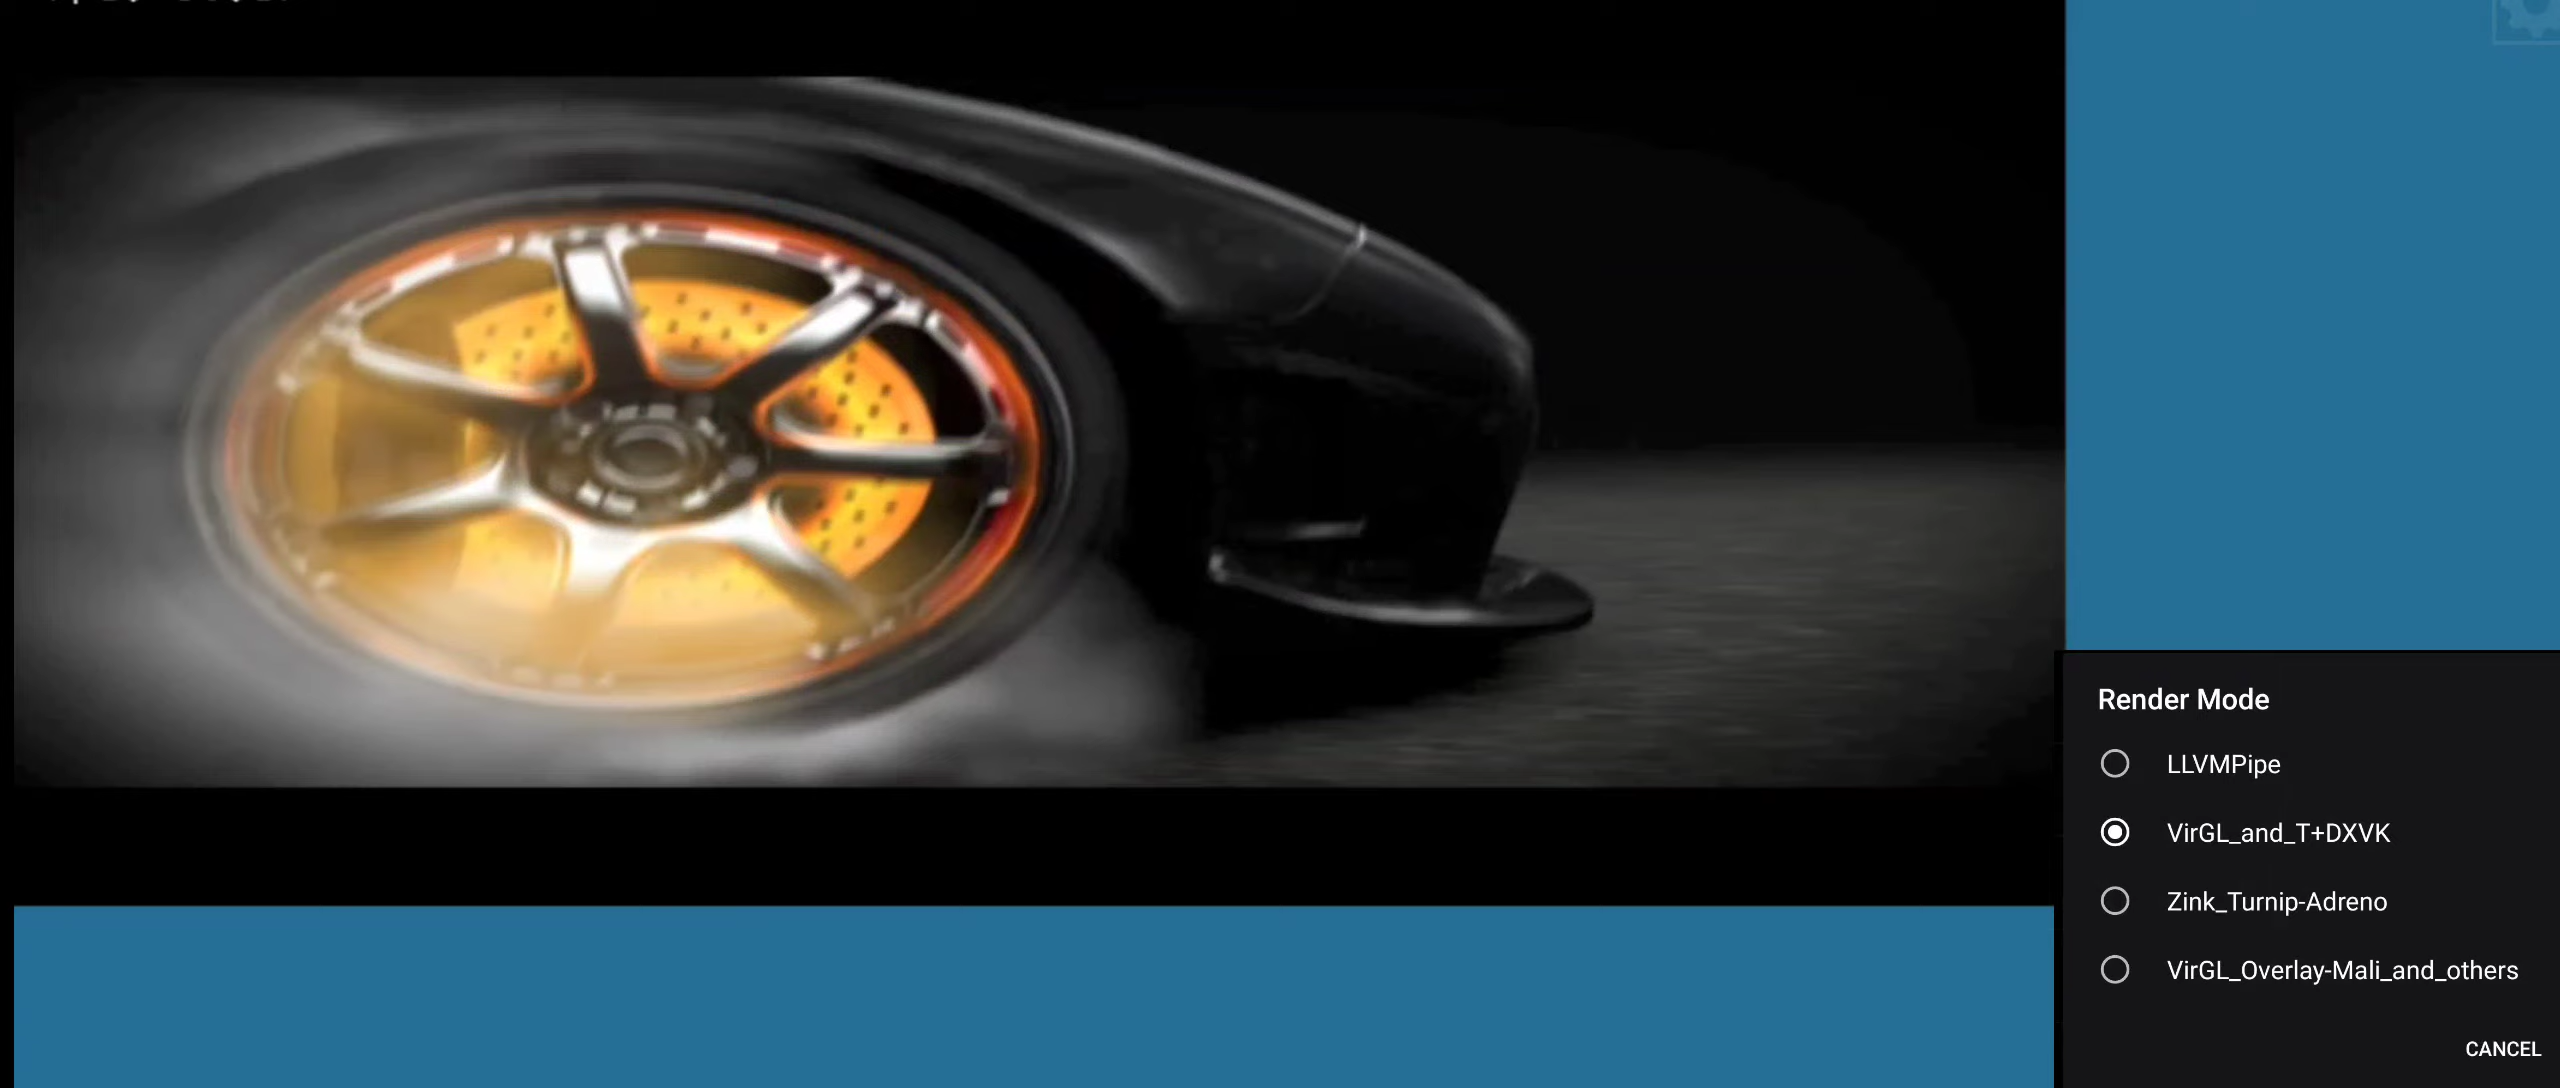 Render Mode
LLVMPipe
VirGL_and_T+DXVK
Zink_Turnip-Adreno
VirGL_Overlay-Mali_and_others
CANCEL